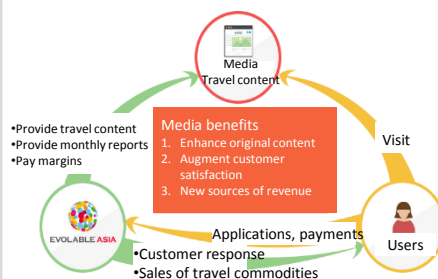 Media
Travel content
•Provide travel content
•Provide monthly reports
•Pay margins
Media benefits
1. Enhance original content
2. Augment customer
satisfaction
3. New sources of revenue
Visit
EVOLABLE ASIA
Applications, payments
Users
•Customer response
•Sales of travel commodities